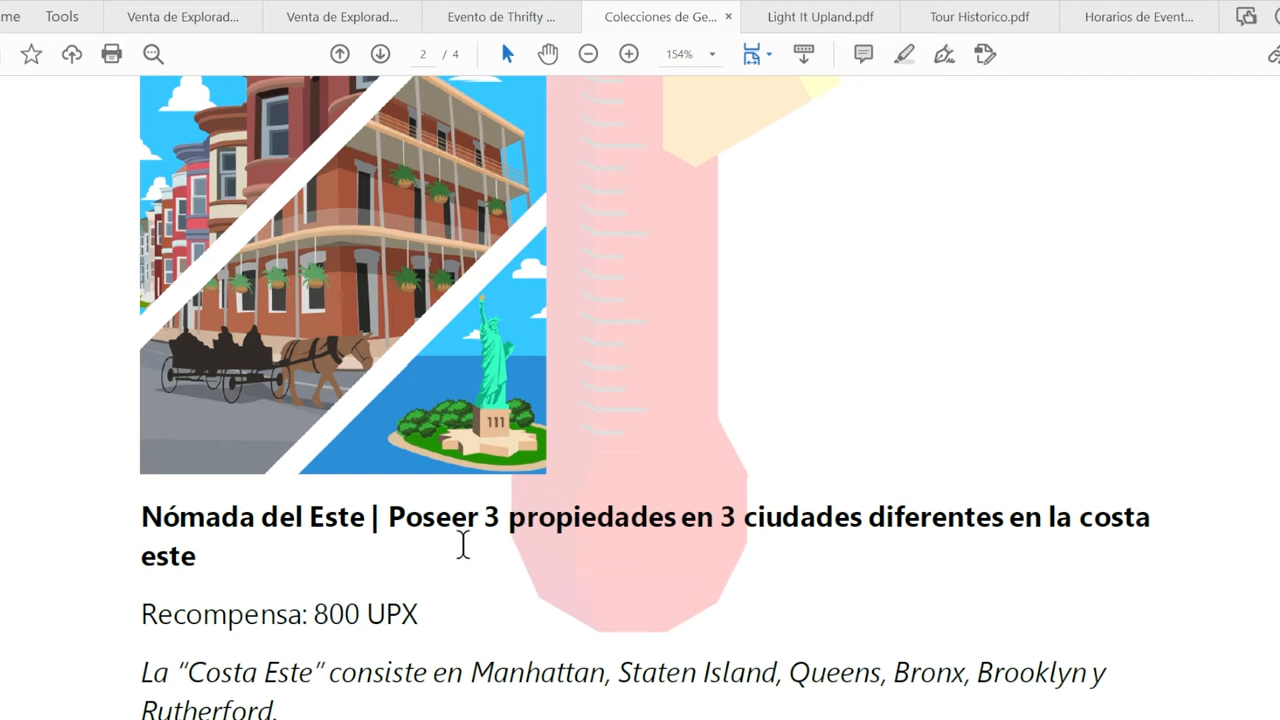 me Tools Venta de Explorad... Venta de Explorad... Evento de Thrifty ... Colecciones de Ge... × Light It Upland.pdf Tour Historico.pdf Horarios de Event...
2 / 4 154%
111
Nómada del Este | Poseer 3 propiedades en 3 ciudades diferentes en la costa
este
Recompensa: 800 UPX
La “Costa Este” consiste en Manhattan, Staten Island, Queens, Bronx, Brooklyn y
Rutherford.